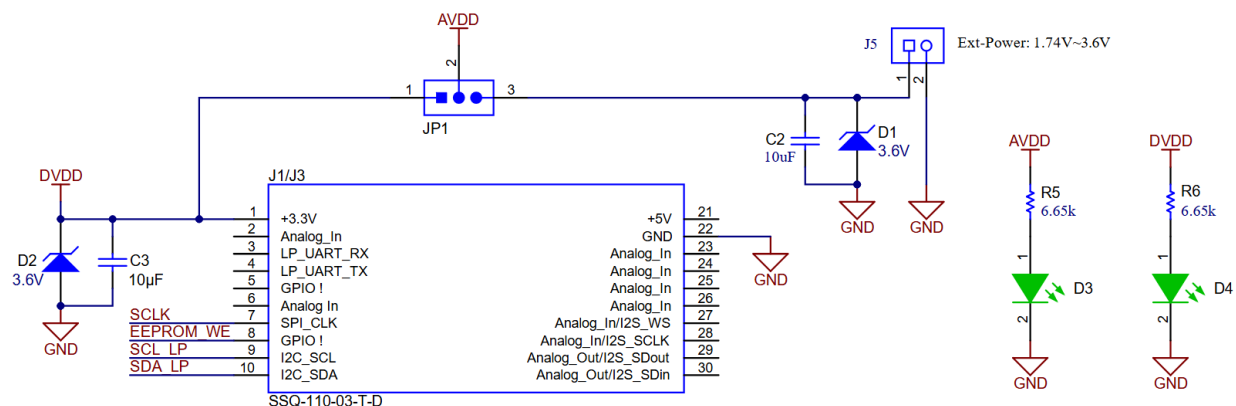 AVDD
2
1
3
JP1
J5
Ext-Power: 1.74V~3.6V
1
2
C2
10uF
D1
3.6V
GND
GND
DVDD
D2
3.6V
C3
10µF
GND
J1/J3
1 +3.3V
2 Analog_In
3 LP_UART_RX
4 LP_UART_TX
5 GPIO !
6 Analog In
SCLK 7 SPI_CLK
EEPROM_WE 8 GPIO !
SCL_LP 9 I2C_SCL
SDA_LP 10 I2C_SDA
+5V 21
GND 22
Analog_In 23
Analog_In 24
Analog_In 25
Analog_In 26
Analog_In/I2S_WS 27
Analog_In/I2S_SCLK 28
Analog_Out/I2S_SDout 29
Analog_Out/I2S_SDin 30
SSQ-110-03-T-D
GND
AVDD
R5
6.65k
1
D3
2
GND
DVDD
R6
6.65k
1
D4
2
GND